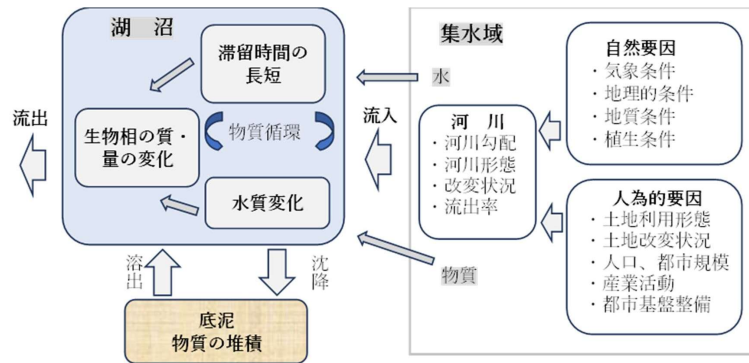 湖 沼
滞留時間の
長短
流出
生物相の質・
量の変化
物質循環
水質変化
溶出
沈降
底泥
物質の堆積
流入
集水域
水
物質
河 川
・河川勾配
・河川形態
・改変状況
・流出率
自然要因
・気象条件
・地理的条件
・地質条件
・植生条件
人為的要因
・土地利用形態
・土地改変状況
・人口、都市規模
・産業活動
・都市基盤整備